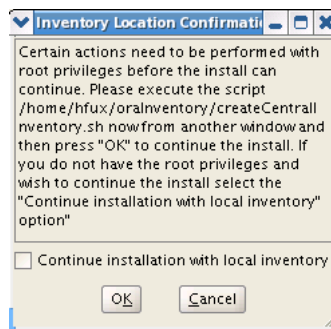 Inventory Location Confirmati
Certain actions need to be performed with
root privileges before the install can
continue. Please execute the script
/home/hfux/oraInventory/createCentralI
nventory.sh now from another window and
then press "OK" to continue the install. If
you do not have the root privileges and
wish to continue the install select the
"Continue installation with local inventory"
option"
Continue installation with local inventory
OK
Cancel